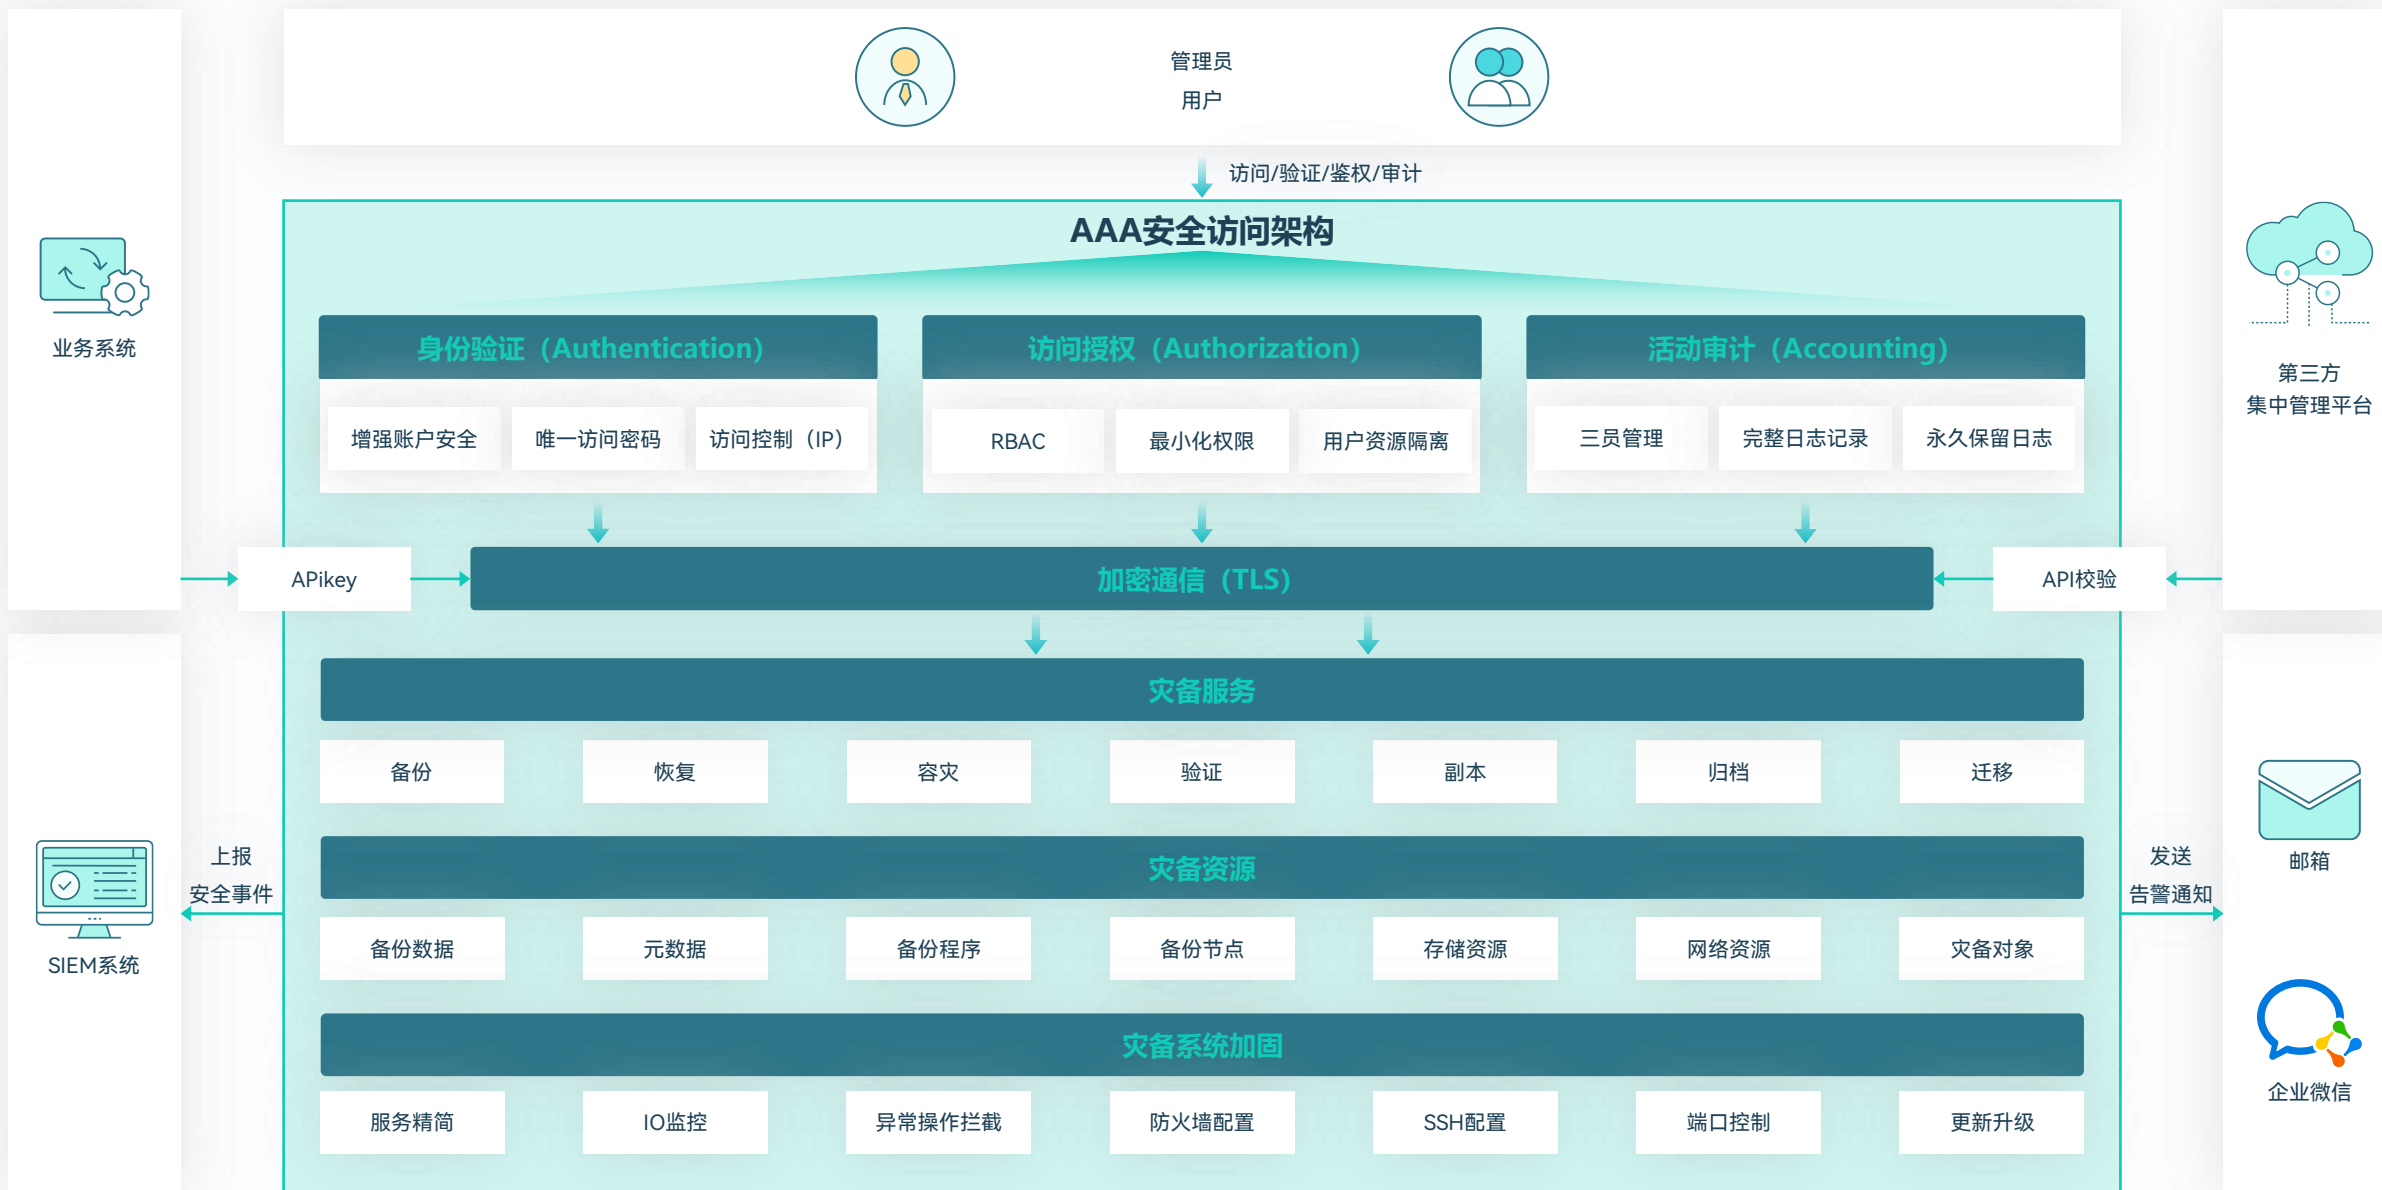 管理员
用户
访问/验证/鉴权/审计
AAA安全访问架构
业务系统
第三方
集中管理平台
身份验证（Authentication）
访问授权（Authorization）
活动审计（Accounting）
增强账户安全
唯一访问密码
访问控制（IP）
RBAC
最小化权限
用户资源隔离
三员管理
完整日志记录
永久保留日志
APikey
加密通信（TLS）
API校验
灾备服务
备份
恢复
容灾
验证
副本
归档
迁移
灾备资源
上报
安全事件
发送
告警通知
SIEM系统
邮箱
备份数据
元数据
备份程序
备份节点
存储资源
网络资源
灾备对象
灾备系统加固
企业微信
服务精简
IO监控
异常操作拦截
防火墙配置
SSH配置
端口控制
更新升级